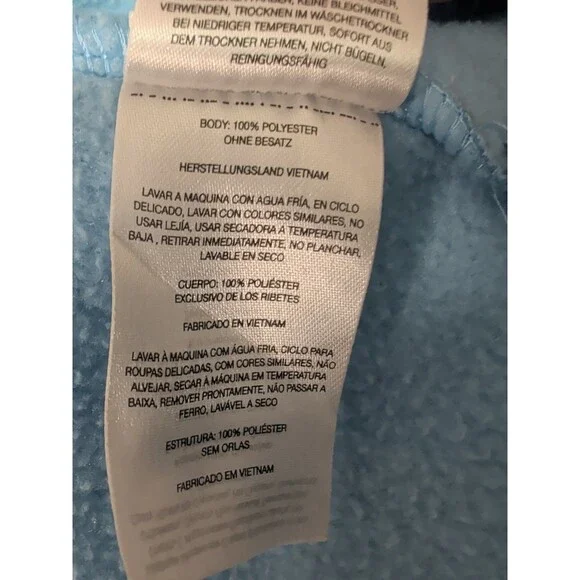 VERWENDEN, TROCKNEN IM WÄSCHETROCKNER
BEI NIEDRIGER TEMPERATUR, SOFORT AUS
DEM TROCKNER NEHMEN, NICHT BÜGELN,
REINIGUNGSFÄHIG
BODY: 100% POLYESTER
OHNE BESATZ
HERSTELLUNGSLAND VIETNAM
LAVAR A MAQUINA CON AGUA FRÍA, EN CICLO
DELICADO, LAVAR CON COLORES SIMILARES, NO
USAR LEJÍA, USAR SECADORA A TEMPERATURA
BAJA , RETIRAR INMEDIATAMENTE, NO PLANCHAR,
LAVABLE EN SECO
CUERPO: 100% POLIÉSTER
EXCLUSIVO DE LOS RIBETES
FABRICADO EN VIETNAM
LAVAR À MAQUINA COM ÁGUA FRIA, CICLO PARA
ROUPAS DELICADAS, COM CORES SIMILARES, NÃO
ALVEJAR, SECAR À MÁQUINA EM TEMPERATURA
BAIXA, REMOVER PRONTAMENTE, NÃO PASSAR A
FERRO, LAVÁVEL A SECO
ESTRUTURA: 100% POLIÉSTER
SEM ORLAS
FABRICADO EM VIETNAM